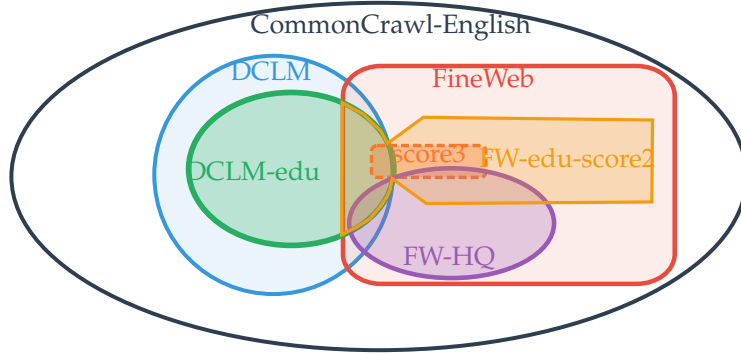 CommonCrawl-English
DCLM
FineWeb
score3
FW-edu-score2
DCLM-edu
FW-HQ